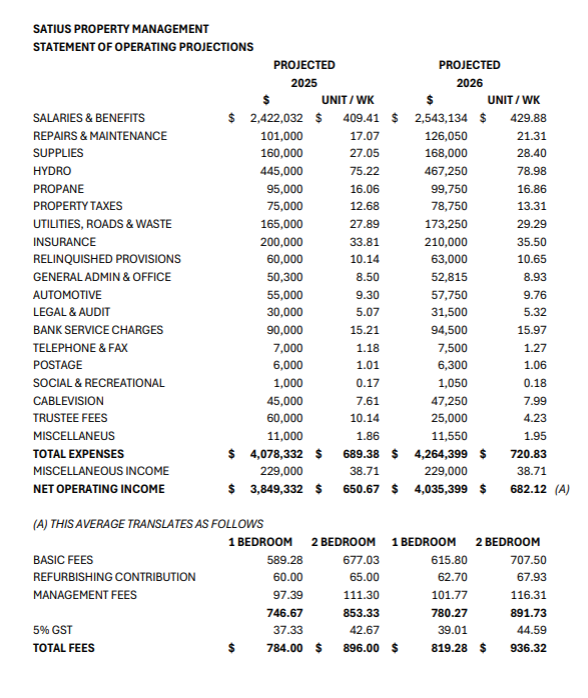 SATIUS PROPERTY MANAGEMENT
STATEMENT OF OPERATING PROJECTIONS
PROJECTED PROJECTED
2025 2026
$ UNIT / WK $ UNIT / WK
SALARIES & BENEFITS $ 2,422,032 $ 409.41 $ 2,543,134 $ 429.88
REPAIRS & MAINTENANCE 101,000 17.07 126,050 21.31
SUPPLIES 160,000 27.05 168,000 28.40
HYDRO 445,000 75.22 467,250 78.98
PROPANE 95,000 16.06 99,750 16.86
PROPERTY TAXES 75,000 12.68 78,750 13.31
UTILITIES, ROADS & WASTE 165,000 27.89 173,250 29.29
INSURANCE 200,000 33.81 210,000 35.50
RELINQUISHED PROVISIONS 60,000 10.14 63,000 10.65
GENERAL ADMIN & OFFICE 50,300 8.50 52,815 8.93
AUTOMOTIVE 55,000 9.30 57,750 9.76
LEGAL & AUDIT 30,000 5.07 31,500 5.32
BANK SERVICE CHARGES 90,000 15.21 94,500 15.97
TELEPHONE & FAX 7,000 1.18 7,500 1.27
POSTAGE 6,000 1.01 6,300 1.06
SOCIAL & RECREATIONAL 1,000 0.17 1,050 0.18
CABLEVISION 45,000 7.61 47,250 7.99
TRUSTEE FEES 60,000 10.14 25,000 4.23
MISCELLANEUS 11,000 1.86 11,550 1.95
TOTAL EXPENSES $ 4,078,332 $ 689.38 $ 4,264,399 $ 720.83
MISCELLANEOUS INCOME 229,000 38.71 229,000 38.71
NET OPERATING INCOME $ 3,849,332 $ 650.67 $ 4,035,399 $ 682.12 (A)
(A) THIS AVERAGE TRANSLATES AS FOLLOWS
1 BEDROOM 2 BEDROOM 1 BEDROOM 2 BEDROOM
BASIC FEES 589.28 677.03 615.80 707.50
REFURBISHING CONTRIBUTION 60.00 65.00 62.70 67.93
MANAGEMENT FEES 97.39 111.30 101.77 116.31
746.67 853.33 780.27 891.73
5% GST 37.33 42.67 39.01 44.59
TOTAL FEES $ 784.00 $ 896.00 $ 819.28 $ 936.32